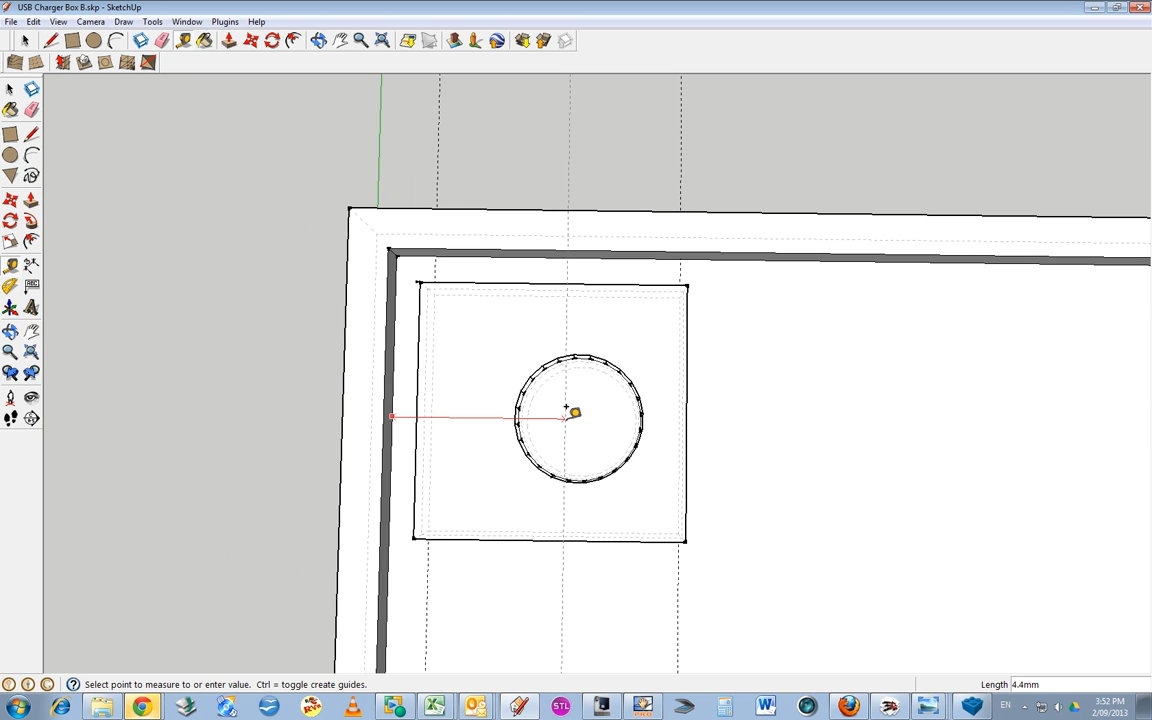 USB Charger Box B.skp - SketchUp
File Edit View Camera Draw Tools Window Plugins Help
Select point to measure to or enter value. Ctrl = toggle create guides.
Length 4.4mm
STL
EN
3:52 PM
2/09/2013